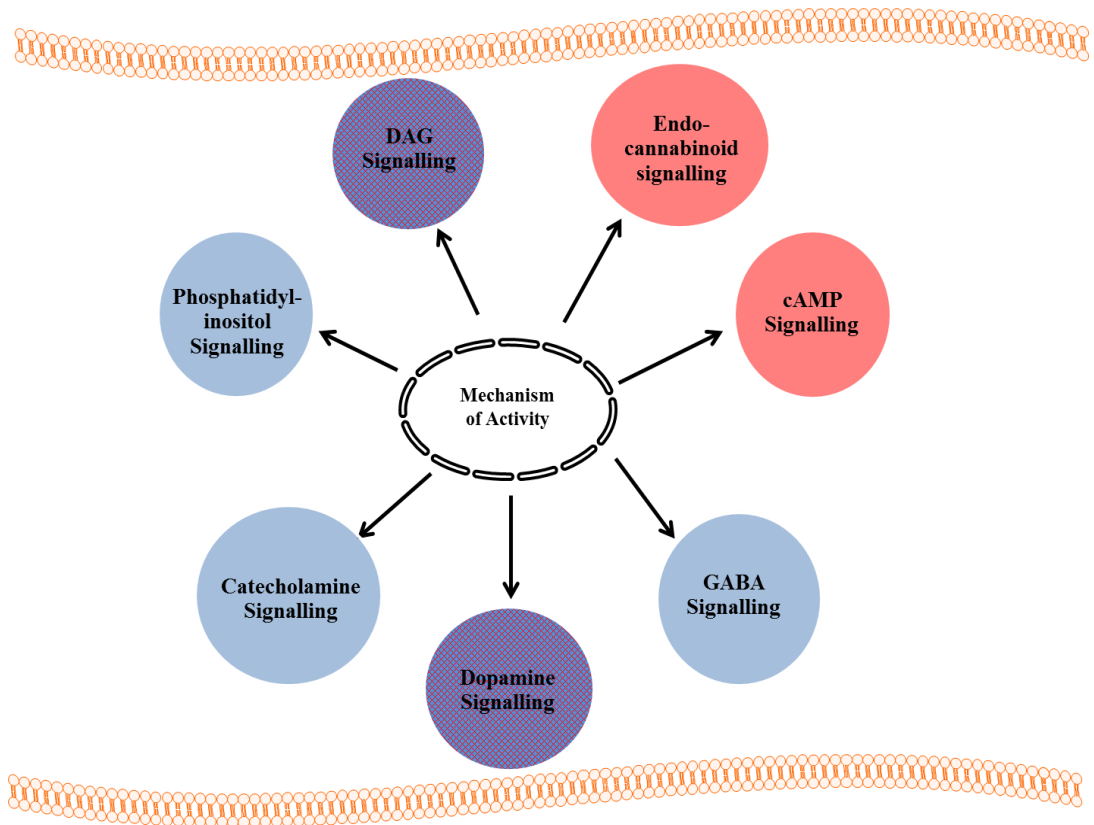 DAG
Signalling
Endo-
cannabinoid
signalling
Phosphatidyl-
inositol
Signalling
cAMP
Signalling
Mechanism
of Activity
Catecholamine
Signalling
GABA
Signalling
Dopamine
Signalling